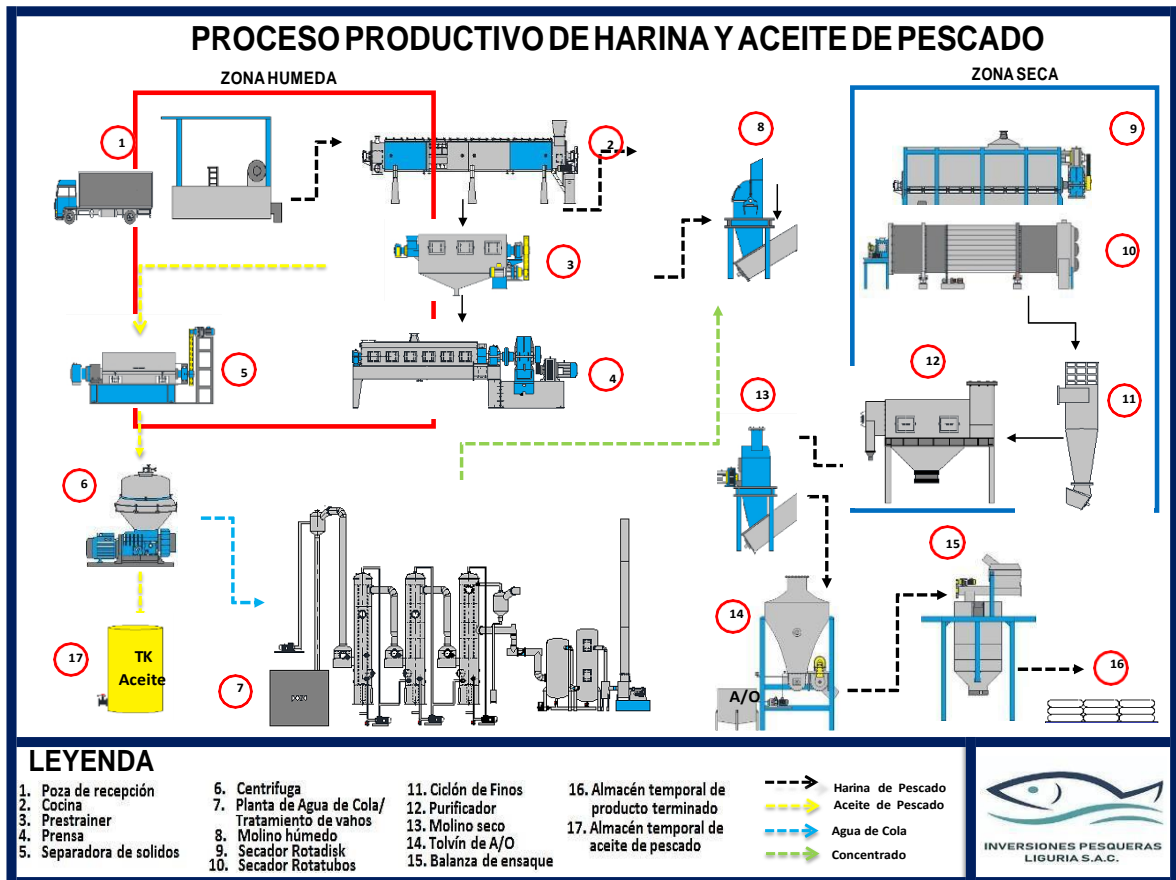 PROCESO PRODUCTIVO DE HARINA Y ACEITE DE PESCADO
ZONA HUMEDA
ZONA SECA
1
2
8
9
3
10
5
4
12
11
13
6
15
14
16
17
TK
Aceite
7
POZO
A/O
LEYENDA
1. Poza de recepción
2. Cocina
3. Prestrainer
4. Prensa
5. Separadora de solidos
6. Centrifuga
7. Planta de Agua de Cola/
Tratamiento de vahos
8. Molino húmedo
9. Secador Rotadisk
10. Secador Rotatubos
11. Ciclón de Finos
12. Purificador
13. Molino seco
14. Tolvín de A/O
15. Balanza de ensaque
16. Almacén temporal de
producto terminado
17. Almacén temporal de
aceite de pescado
Harina de Pescado
Aceite de Pescado
Agua de Cola
Concentrado
INVERSIONES PESQUERAS
LIGURIA S.A.C.